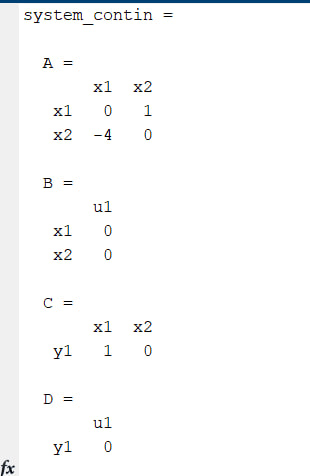 system_contin =
A =
x1 x2
x1 0 1
x2 -4 0
B =
u1
x1 0
x2 0
C =
x1 x2
y1 1 0
D =
u1
y1 0
fx